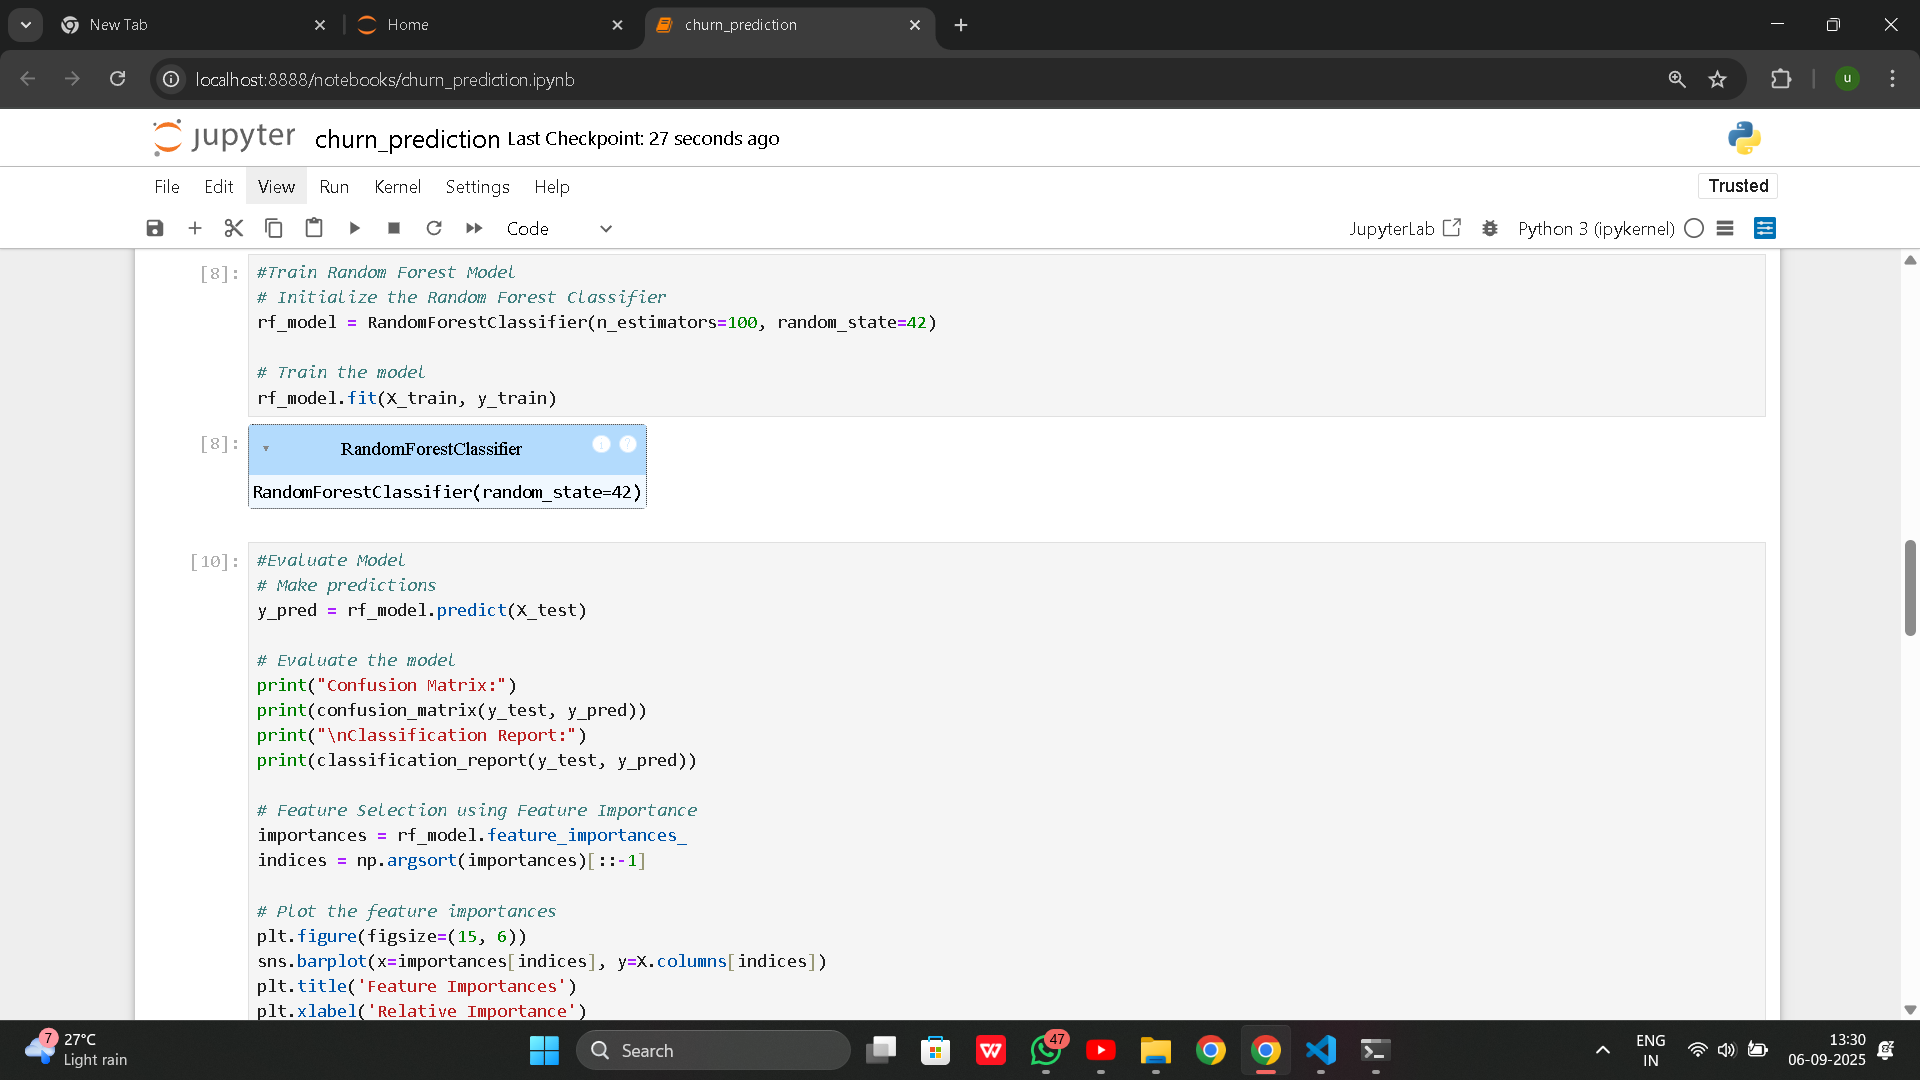 New Tab
Home
churn_prediction
localhost:8888/notebooks/churn_prediction.ipynb
u
jupyter churn_prediction Last Checkpoint: 27 seconds ago
File Edit View Run Kernel Settings Help
Trusted
Code
JupyterLab
Python 3 (ipykernel)
[8]:
#Train Random Forest Model
# Initialize the Random Forest Classifier
rf_model = RandomForestClassifier(n_estimators=100, random_state=42)
# Train the model
rf_model.fit(X_train, y_train)
[8]:
RandomForestClassifier
i ?
RandomForestClassifier(random_state=42)
[10]:
#Evaluate Model
# Make predictions
y_pred = rf_model.predict(X_test)
# Evaluate the model
print("Confusion Matrix:")
print(confusion_matrix(y_test, y_pred))
print("\nClassification Report:")
print(classification_report(y_test, y_pred))
# Feature Selection using Feature Importance
importances = rf_model.feature_importances_
indices = np.argsort(importances)[::-1]
# Plot the feature importances
plt.figure(figsize=(15, 6))
sns.barplot(x=importances[indices], y=X.columns[indices])
plt.title('Feature Importances')
plt.xlabel('Relative Importance')
7
27°C
Light rain
Search
W
47
ENG
IN
13:30
06-09-2025